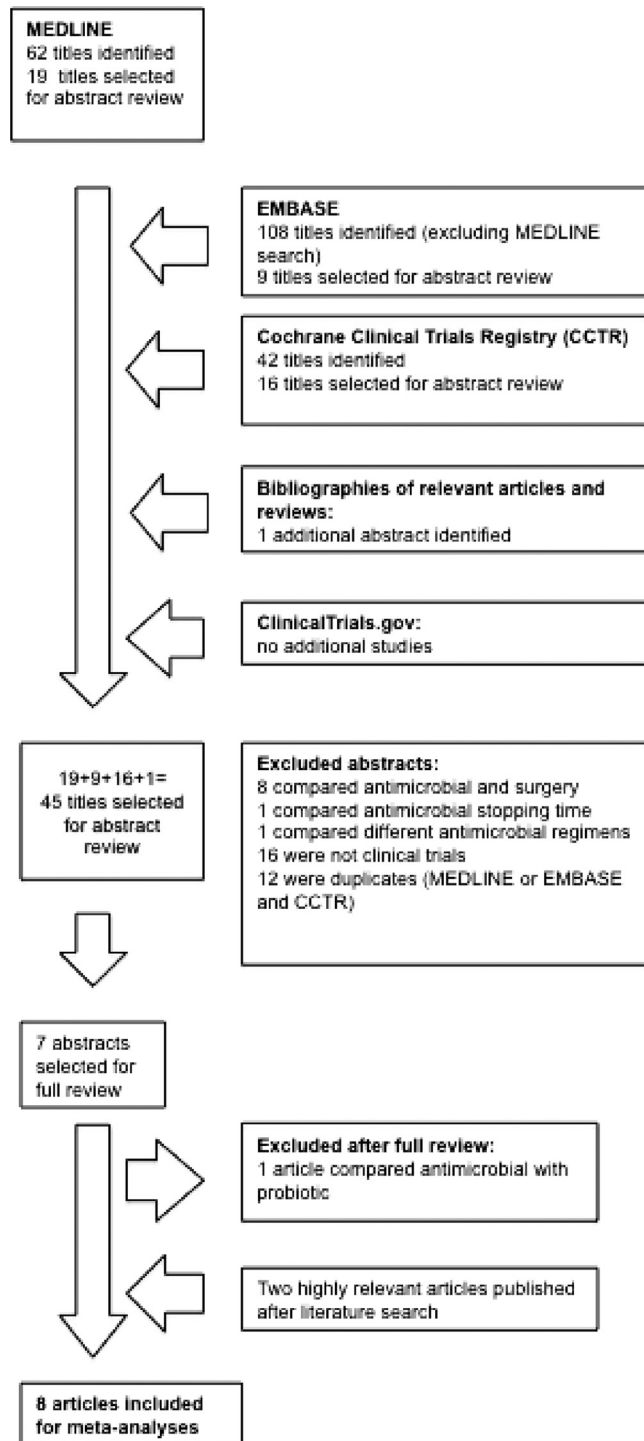 MEDLINE
62 titles identified
19 titles selected
for abstract review
EMBASE
108 titles identified (excluding MEDLINE
search)
9 titles selected for abstract review
Cochrane Clinical Trials Registry (CCTR)
42 titles identified
16 titles selected for abstract review
Bibliographies of relevant articles and
reviews:
1 additional abstract identified
ClinicalTrials.gov:
no additional studies
19+9+16+1=
45 titles selected
for abstract
review
Excluded abstracts:
8 compared antimicrobial and surgery
1 compared antimicrobial stopping time
1 compared different antimicrobial regimens
16 were not clinical trials
12 were duplicates (MEDLINE or EMBASE
and CCTR)
7 abstracts
selected for
full review
Excluded after full review:
1 article compared antimicrobial with
probiotic
Two highly relevant articles published
after literature search
8 articles included
for meta-analyses